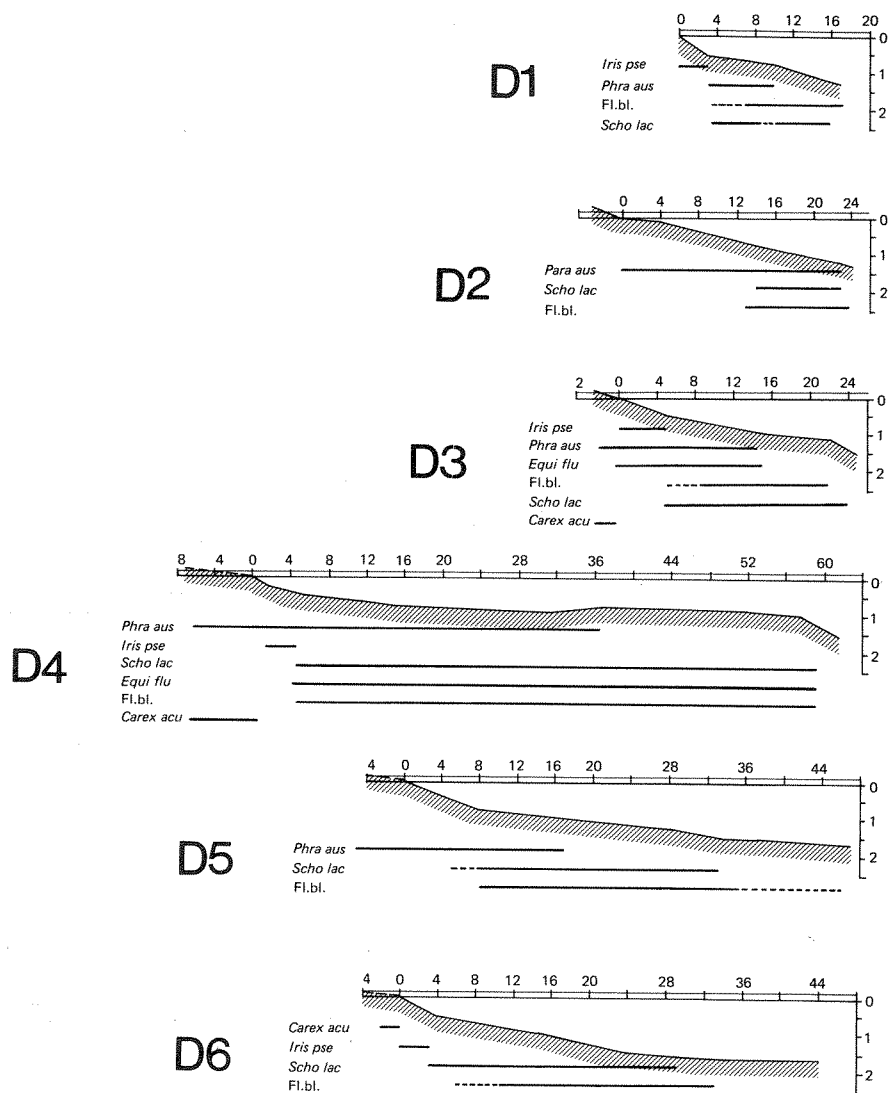 0 4 8 12 16 20
0
D1
Iris pse
1
Phra aus
Fl.bl.
2
Scho lac
0 4 8 12 16 20 24
0
1
D2
Para aus
Scho lac
2
Fl.bl.
2 0 4 8 12 16 20 24
0
Iris pse
1
D3
Phra aus
Equi flu
2
Fl.bl.
Scho lac
Carex acu
8 4 0 4 8 12 16 20 28 36 44 52 60
0
1
Phra aus
Iris pse
2
D4
Scho lac
Equi flu
Fl.bl.
Carex acu
4 0 4 8 12 16 20 28 36 44
0
1
D5
Phra aus
2
Scho lac
Fl.bl.
4 0 4 8 12 16 20 28 36 44
0
Carex acu
1
D6
Iris pse
Scho lac
2
Fl.bl.